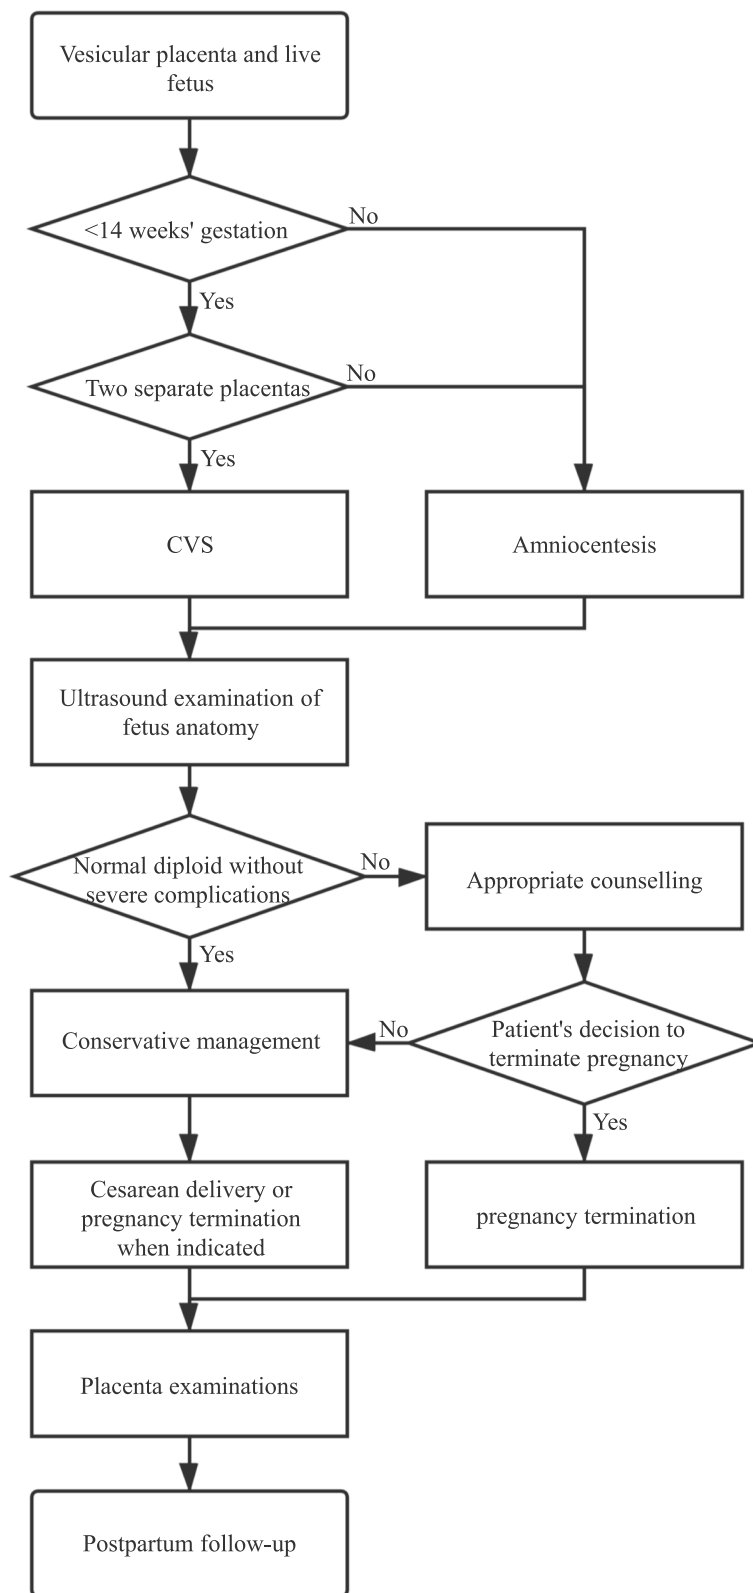 Vesicular placenta and live
fetus
<14 weeks' gestation
No
Yes
Two separate placentas
No
Yes
CVS
Amniocentesis
Ultrasound examination of
fetus anatomy
Normal diploid without
severe complications
No
Appropriate counselling
Yes
Conservative management
No
Patient's decision to
terminate pregnancy
Yes
Cesarean delivery or
pregnancy termination
when indicated
pregnancy termination
Placenta examinations
Postpartum follow-up